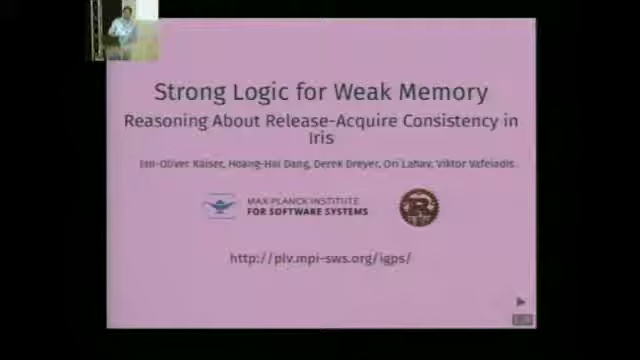 Strong Logic for Weak Memory
Reasoning About Release-Acquire Consistency in
Iris
Jan-Oliver Kaiser, Hoang-Hai Dang, Derek Dreyer, Ori Lahav, Viktor Vafeiadis
MAX PLANCK INSTITUTE
FOR SOFTWARE SYSTEMS
http://plv.mpi-sws.org/igps/